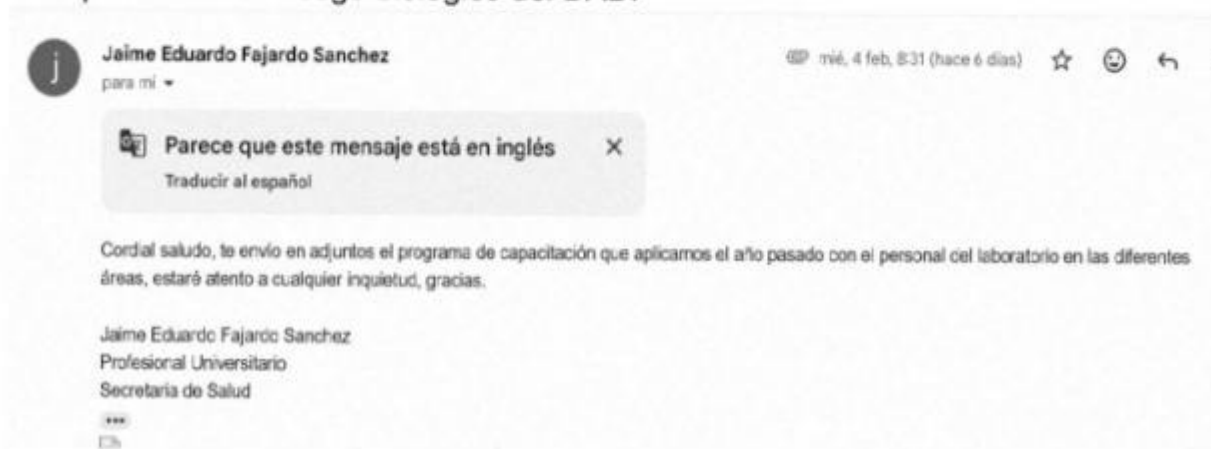 j
Jaime Eduardo Fajardo Sanchez
mié, 4 feb, 8:31 (hace 6 días)
para mí
Parece que este mensaje está en inglés
Traducir al español
Cordial saludo, te envío en adjuntos el programa de capacitación que aplicamos el año pasado con el personal del laboratorio en las diferentes
áreas, estaré atento a cualquier inquietud, gracias.
Jaime Eduardo Fajardo Sanchez
Profesional Universitario
Secretaria de Salud